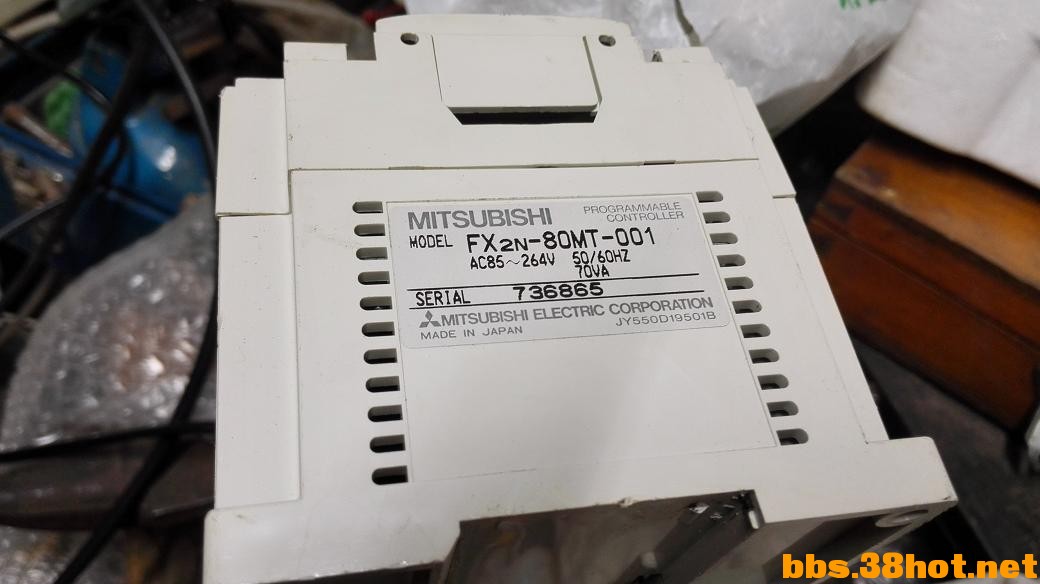 MITSUBISHI PROGRAMMABLE CONTROLLER
MODEL FX2N-80MT-001
AC85~264V 50/60HZ
70VA
SERIAL 736865
MITSUBISHI ELECTRIC CORPORATION
MADE IN JAPAN JY550D19501B
bbs.38hot.net